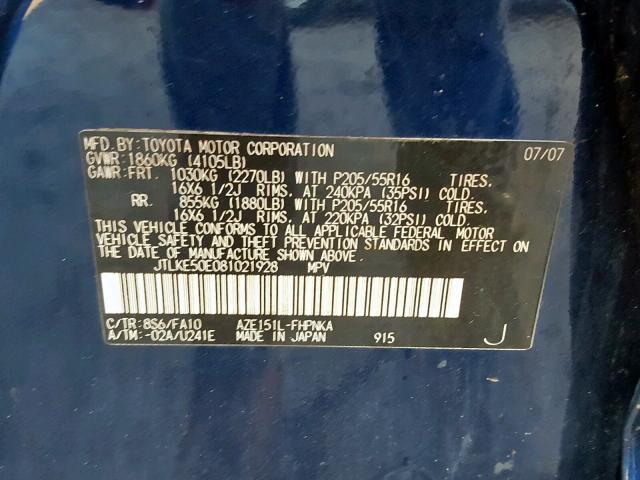 MFD.BY:TOYOTA MOTOR CORPORATION 07/07
GVWR:1860KG (4105LB)
GAWR:FRT. 1030KG (2270LB) WITH P205/55R16 TIRES,
16X6 1/2J RIMS, AT 240KPA (35PSI) COLD.
RR. 855KG (1880LB) WITH P205/55R16 TIRES,
16X6 1/2J RIMS, AT 220KPA (32PSI) COLD.
THIS VEHICLE CONFORMS TO ALL APPLICABLE FEDERAL MOTOR
VEHICLE SAFETY AND THEFT PREVENTION STANDARDS IN EFFECT ON
THE DATE OF MANUFACTURE SHOWN ABOVE.
JTLKE50E081021928 MPV
C/TR:8S6/FA10 AZE151L-FHPNKA
A/TM:-02A/U241E MADE IN JAPAN 915 J